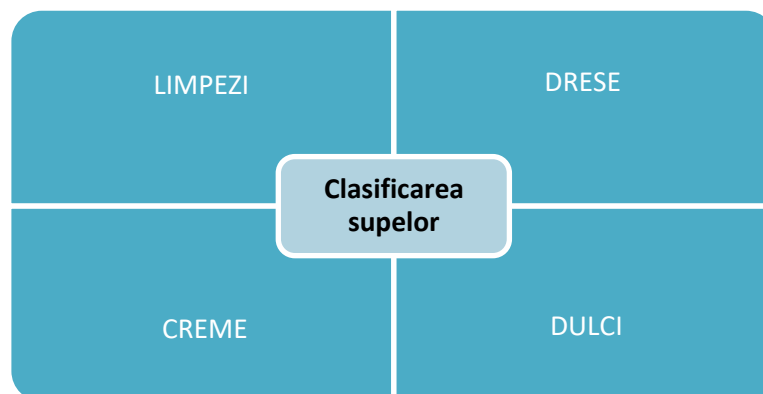 LIMPEZI
DRESE
Clasificarea
supelor
CREME
DULCI